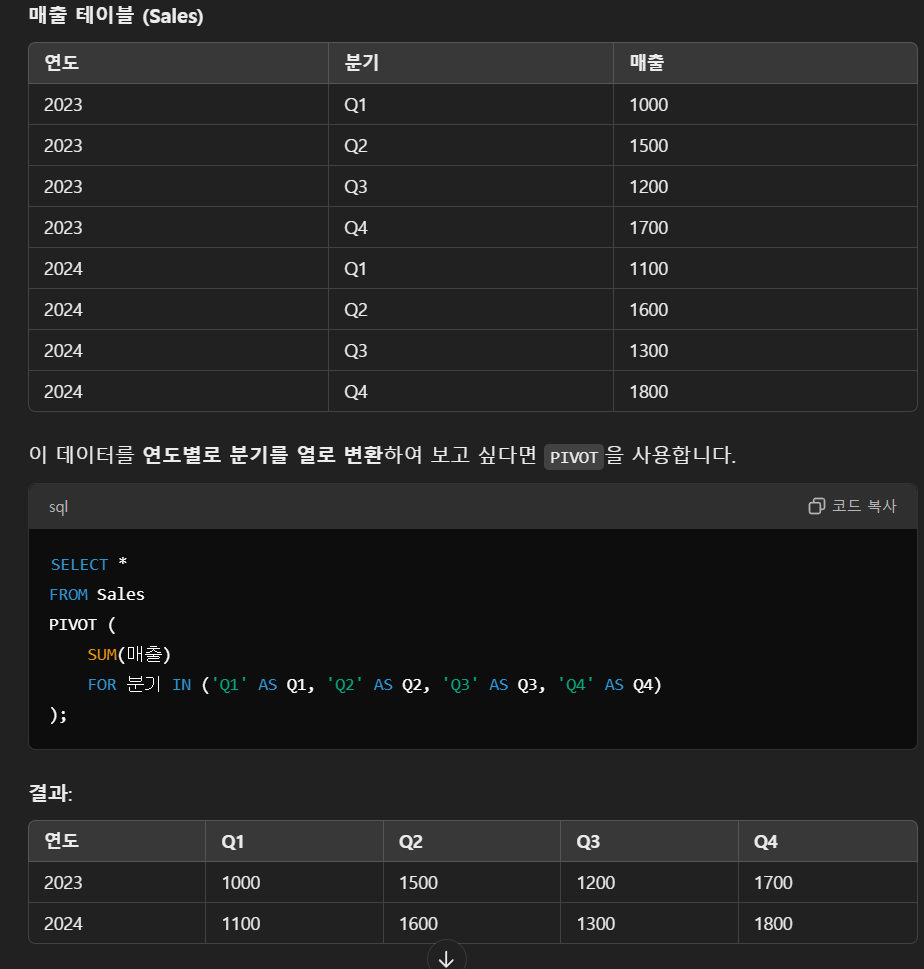 매출 테이블 (Sales)
연도 분기 매출
2023 Q1 1000
2023 Q2 1500
2023 Q3 1200
2023 Q4 1700
2024 Q1 1100
2024 Q2 1600
2024 Q3 1300
2024 Q4 1800
이 데이터를 연도별로 분기를 열로 변환하여 보고 싶다면 PIVOT을 사용합니다.
sql 코드 복사
SELECT *
FROM Sales
PIVOT (
    SUM(매출)
    FOR 분기 IN ('Q1' AS Q1, 'Q2' AS Q2, 'Q3' AS Q3, 'Q4' AS Q4)
);
결과:
연도 Q1 Q2 Q3 Q4
2023 1000 1500 1200 1700
2024 1100 1600 1300 1800